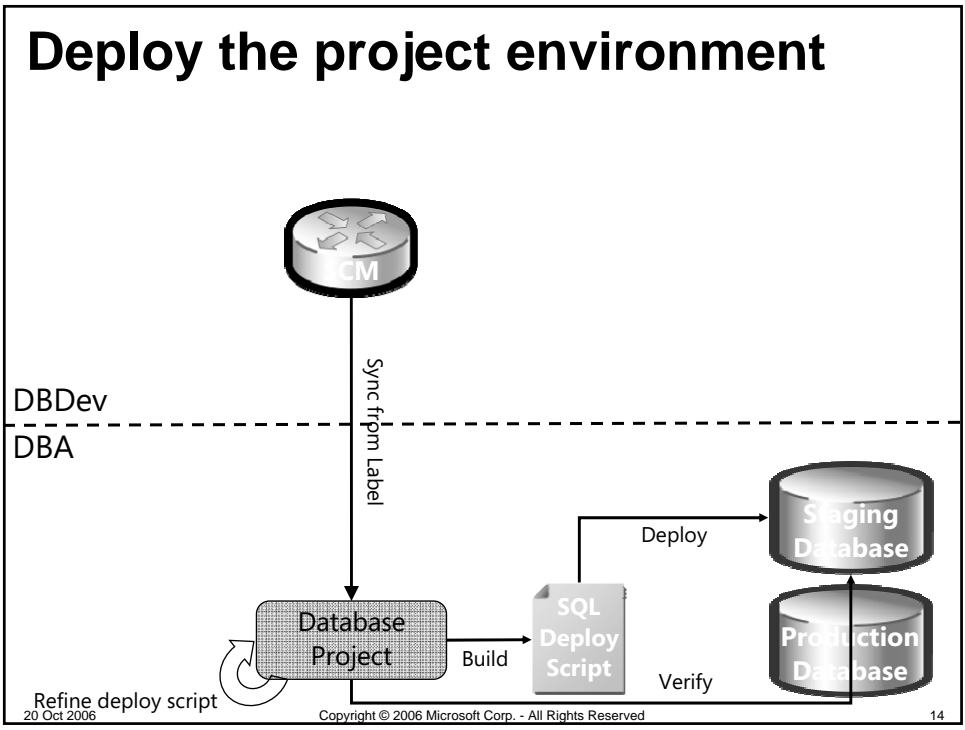 Deploy the project environment
SCM
Sync from Label
DBDev
DBA
Staging
Database
Deploy
SQL
Deploy
Script
Database
Project
Build
Production
Database
Verify
Refine deploy script
20 Oct 2006
Copyright © 2006 Microsoft Corp. - All Rights Reserved
14